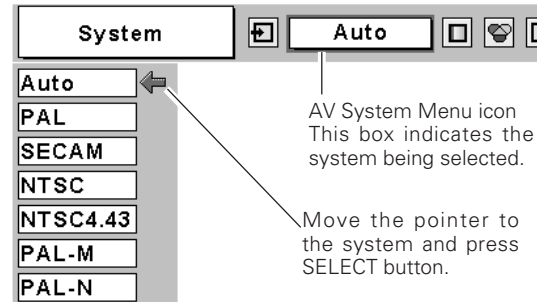 System
Auto
Auto
PAL
SECAM
NTSC
NTSC4.43
PAL-M
PAL-N
AV System Menu icon
This box indicates the
system being selected.
Move the pointer to
the system and press
SELECT button.